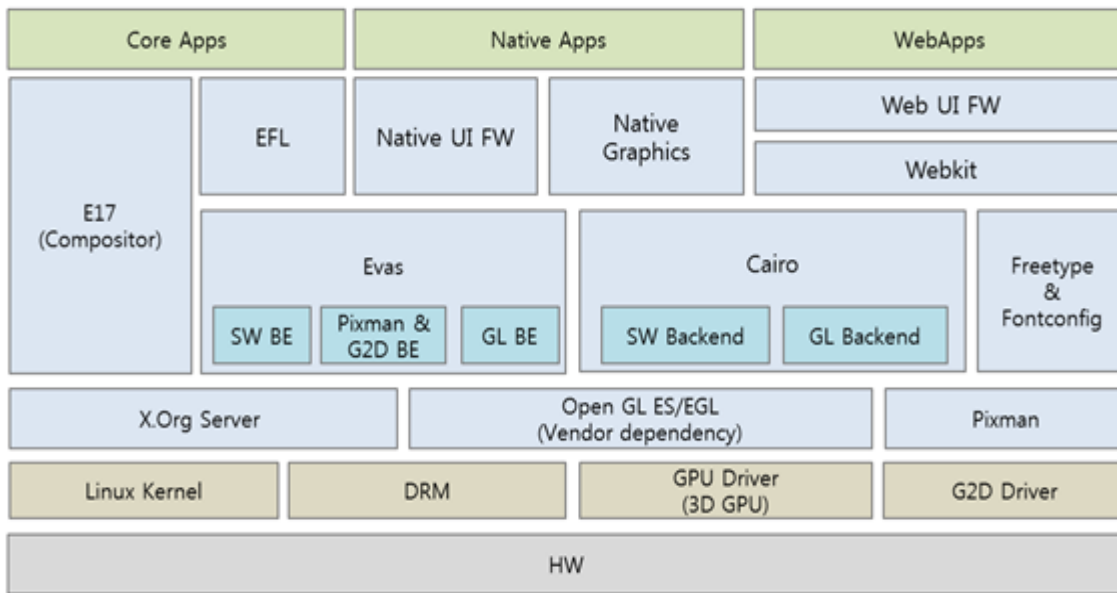 Core Apps
Native Apps
WebApps
E17
(Compositor)
EFL
Native UI FW
Native
Graphics
Web UI FW
Webkit
Evas
SW BE
Pixman &
G2D BE
GL BE
Cairo
SW Backend
GL Backend
Freetype
&
Fontconfig
X.Org Server
Open GL ES/EGL
(Vendor dependency)
Pixman
Linux Kernel
DRM
GPU Driver
(3D GPU)
G2D Driver
HW